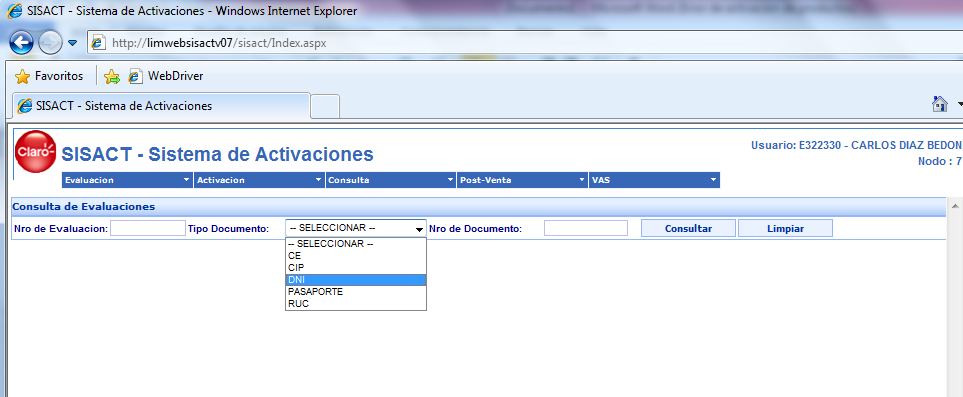 SISACT - Sistema de Activaciones - Windows Internet Explorer
http://limwebsisactv07/sisact/Index.aspx
Favoritos WebDriver
SISACT - Sistema de Activaciones
Claro
SISACT - Sistema de Activaciones
Usuario: E322330 - CARLOS DIAZ BEDON
Nodo : 7
Evaluacion Activacion Consulta Post-Venta VAS
Consulta de Evaluaciones
Nro de Evaluacion: Tipo Documento: -- SELECCIONAR -- Nro de Documento: Consultar Limpiar
-- SELECCIONAR --
CE
CIP
DNI
PASAPORTE
RUC